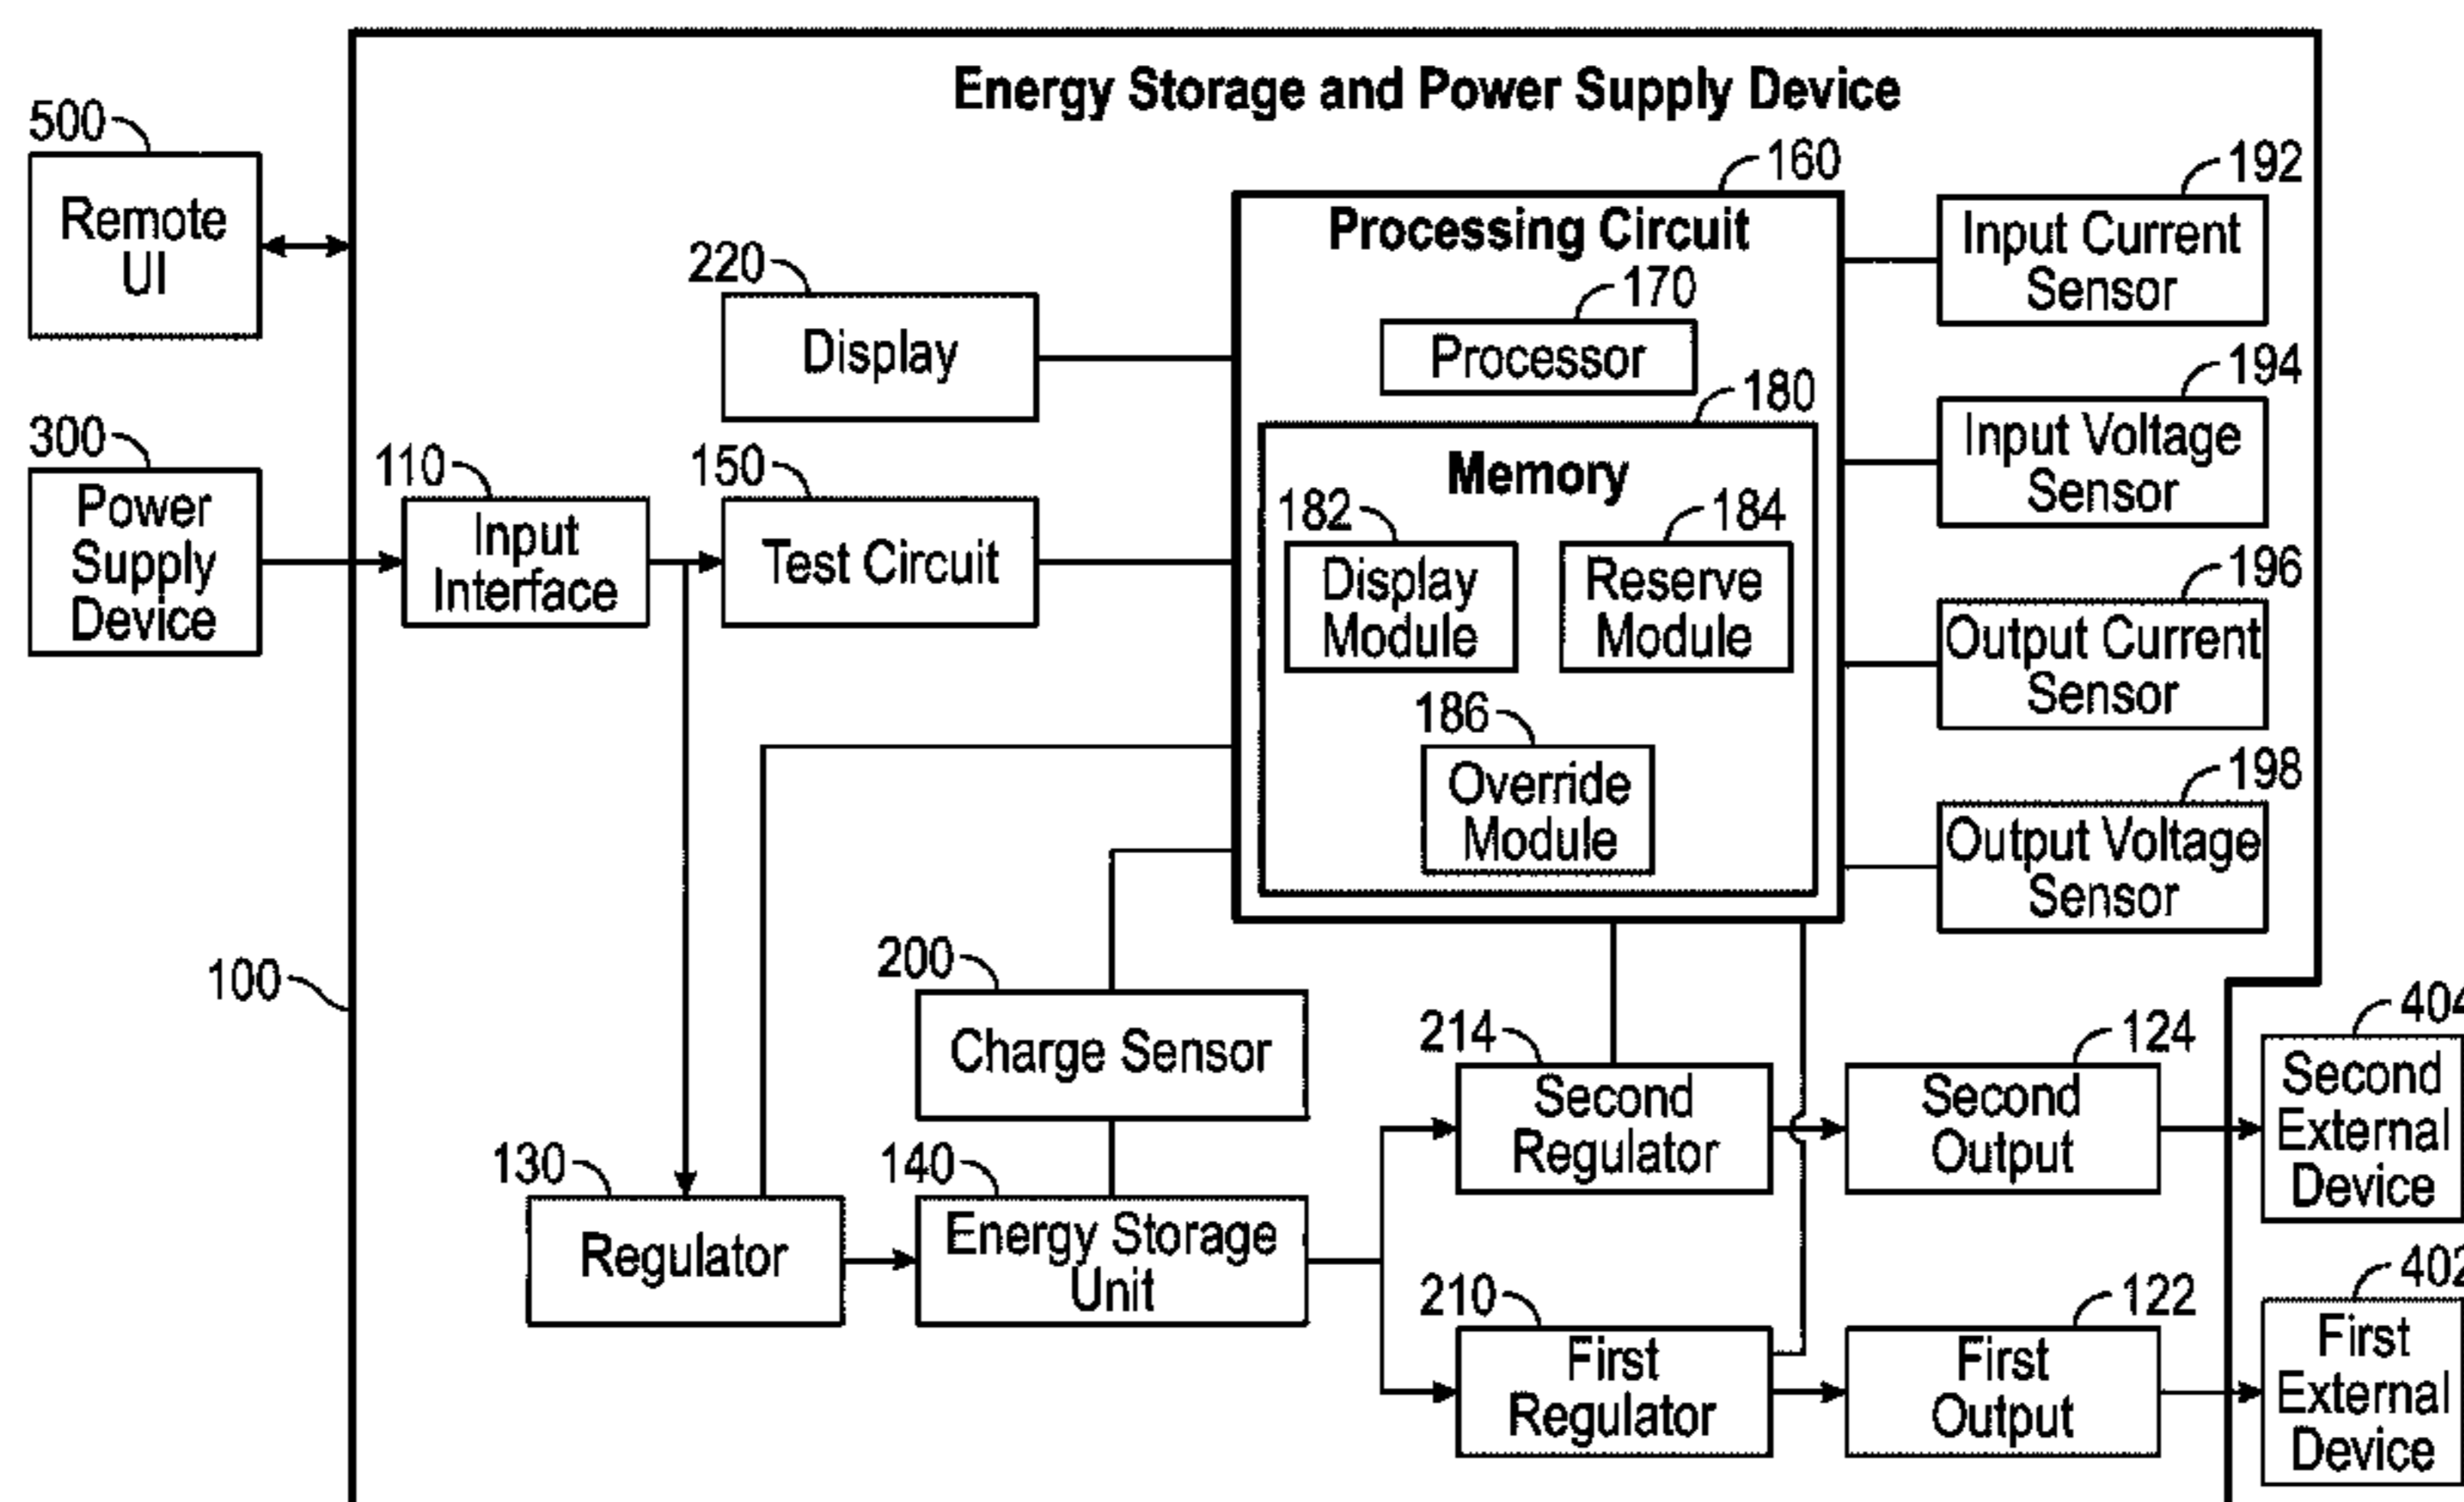 Energy Storage and Power Supply Device
500
Remote
UI
160
Processing Circuit
192
Input Current
Sensor
220
Display
170
Processor
194
Input Voltage
Sensor
300
Power
Supply
Device
110
Input
Interface
150
Test Circuit
180
Memory
182
Display
Module
184
Reserve
Module
196
Output Current
Sensor
186
Override
Module
198
Output Voltage
Sensor
100
200
Charge Sensor
214
Second
Regulator
124
Second
Output
404
Second
External
Device
130
Regulator
140
Energy Storage
Unit
210
First
Regulator
122
First
Output
402
First
External
Device